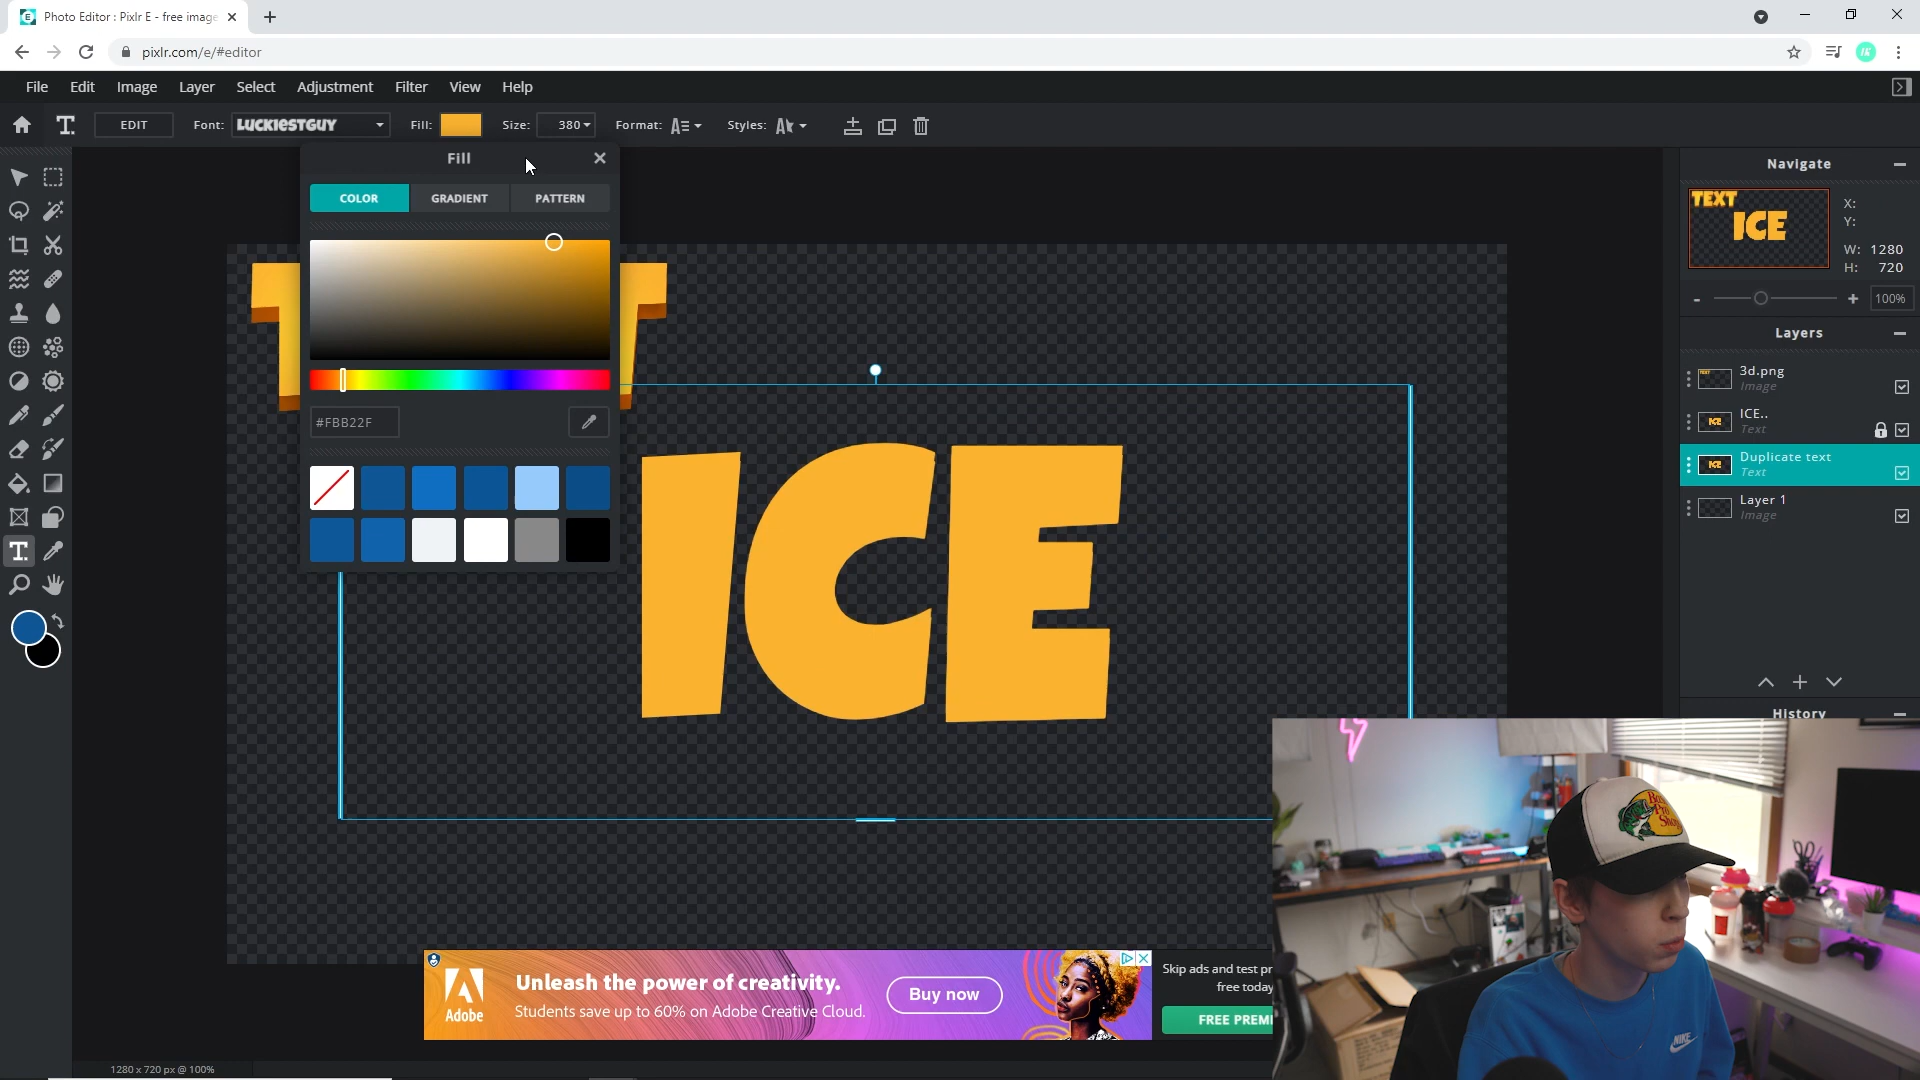 Photo Editor : Pixlr E - free image
pixlr.com/e/#editor
File Edit Image Layer Select Adjustment Filter View Help
EDIT Font: LUCKIESTGUY Fill: Size: 380 Format: Styles:
Fill
COLOR GRADIENT PATTERN
#FBB22F
ICE
Navigate
TEXT
ICE
X:
Y:
W: 1280
H: 720
100%
Layers
3d.png
Image
ICE..
Text
Duplicate text
Text
Layer 1
Image
History
Adobe
Unleash the power of creativity.
Students save up to 60% on Adobe Creative Cloud.
Buy now
Skip ads and test pr
free today
FREE PREMI
Bass
Pro
Shops
NIKE
1280 x 720 px @ 100%